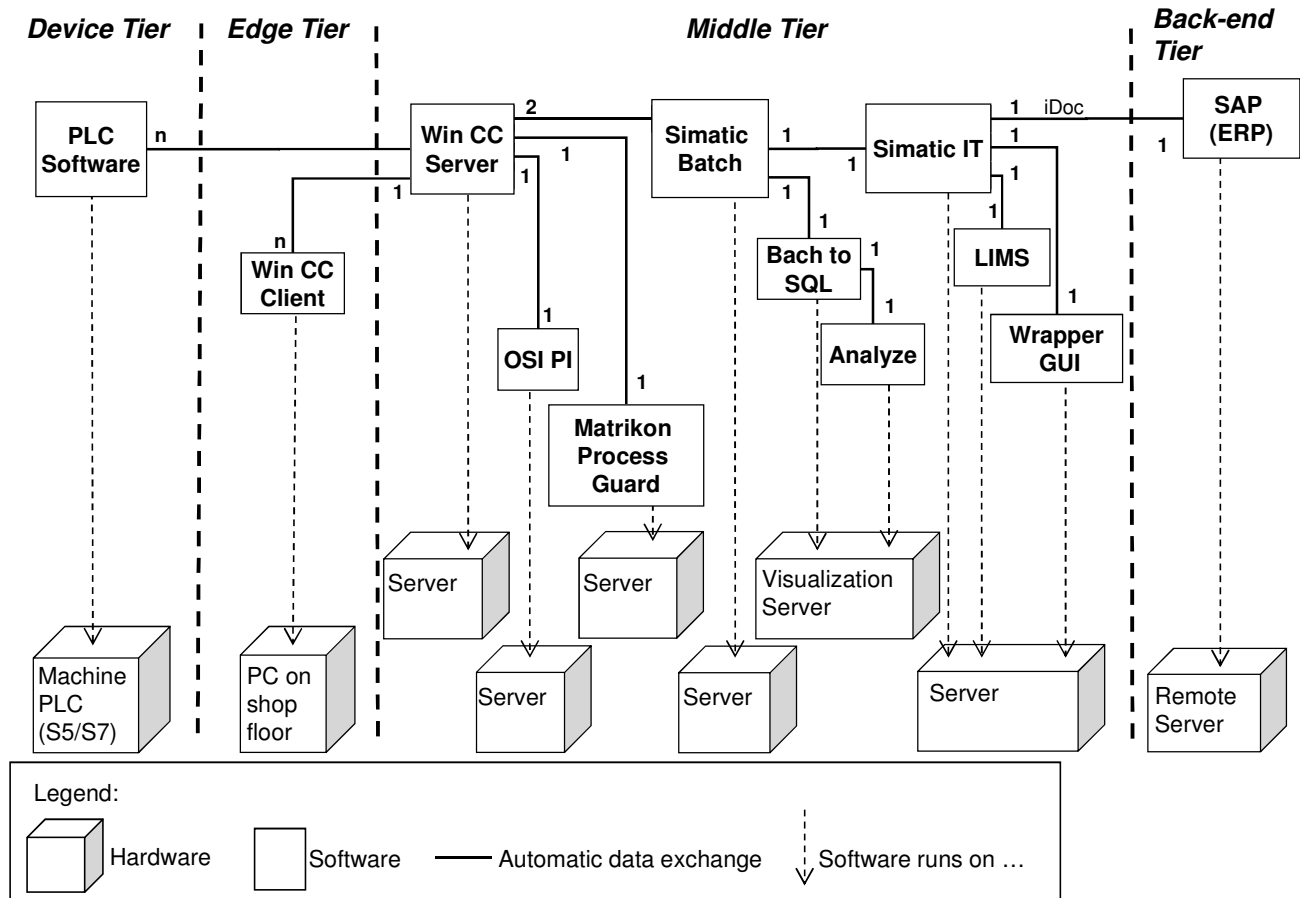 Device Tier
Edge Tier
Middle Tier
Back-end
Tier
PLC
Software
n
Win CC
Server
2
1
1
1
n
Win CC
Client
1
OSI PI
1
Matrikon
Process
Guard
Simatic
Batch
1
1
1
1
Bach to
SQL
1
1
Analyze
Simatic IT
1
iDoc
1
1
1
1
LIMS
1
Wrapper
GUI
SAP
(ERP)
Server
Server
Visualization
Server
Machine
PLC
(S5/S7)
PC on
shop
floor
Server
Server
Server
Remote
Server
Legend:
Hardware
Software
Automatic data exchange
Software runs on …